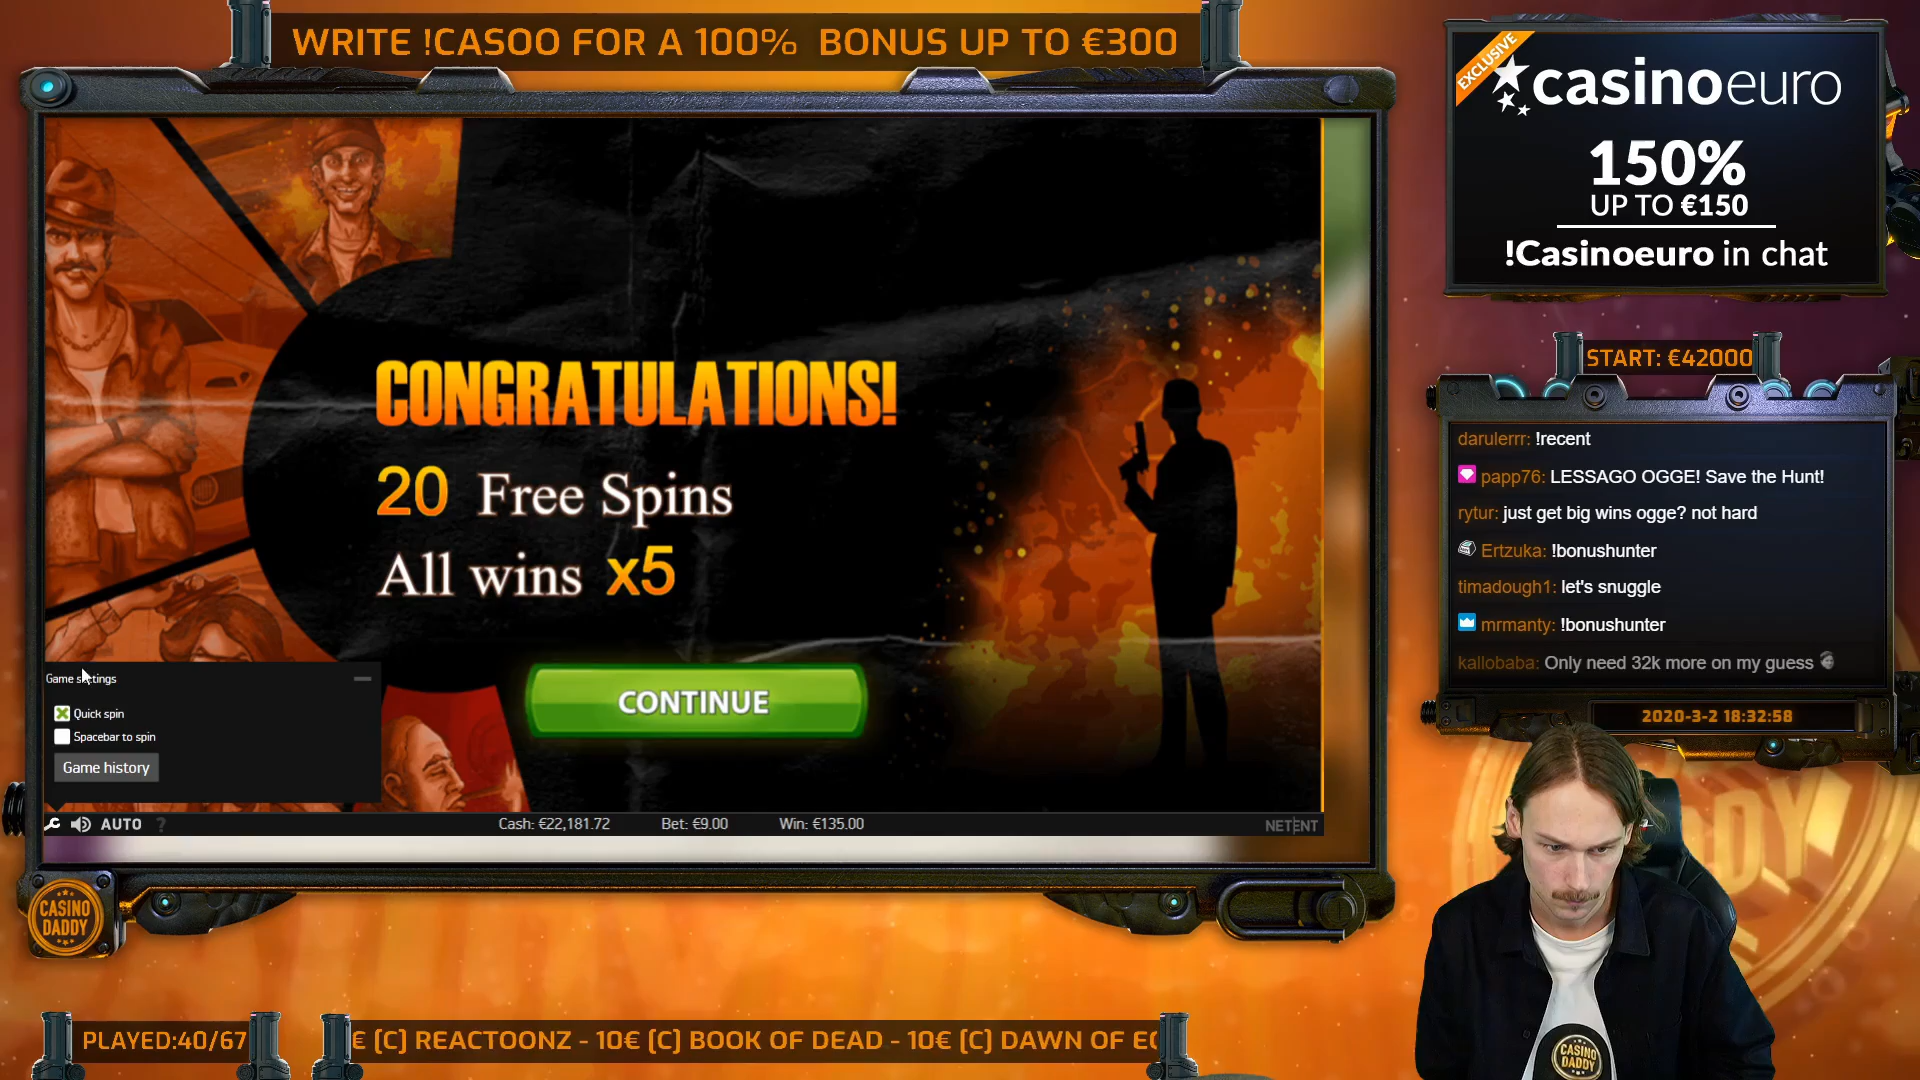 WRITE !CASOO FOR A 100% BONUS UP TO €300
EXCLUSIVE
casinoeuro
150%
UP TO €150
!Casinoeuro in chat
START: €42000
darulerrr: !recent
papp76: LESSAGO OGGE! Save the Hunt!
rytur: just get big wins ogge? not hard
Ertzuka: !bonushunter
timadough1: let's snuggle
mrmanty: !bonushunter
kallobaba: Only need 32k more on my guess
2020-3-2 18:32:58
CONGRATULATIONS!
20 Free Spins
All wins x5
CONTINUE
Game settings
Quick spin
Spacebar to spin
Game history
AUTO ?
Cash: €22,181.72 Bet: €9.00 Win: €135.00
NETENT
CASINO
DADDY
PLAYED:40/67
€ [C] REACTOONZ - 10€ [C] BOOK OF DEAD - 10€ [C] DAWN OF
CASINO
DADDY